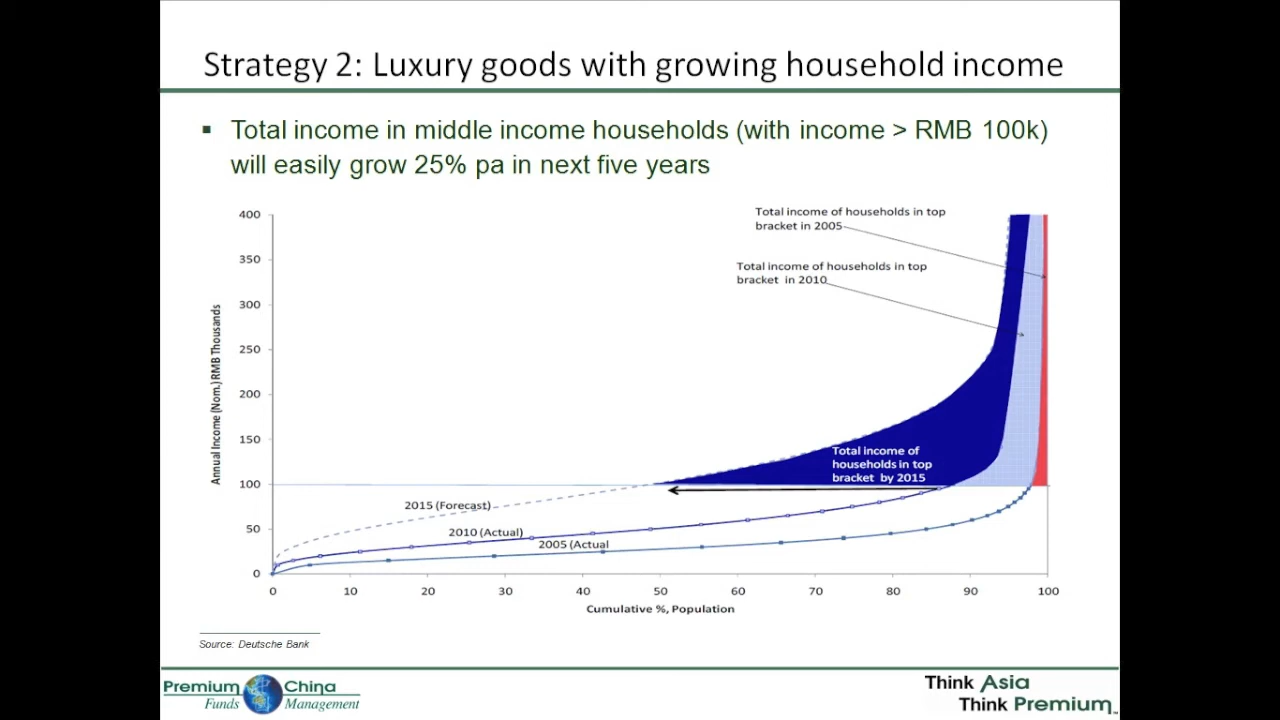 Strategy 2: Luxury goods with growing household income
▪ Total income in middle income households (with income > RMB 100k)
will easily grow 25% pa in next five years
Total income of households in top
bracket in 2005
Total income of households in top
bracket in 2010
Total income of
households in top
bracket by 2015
2015 (Forecast)
2010 (Actual)
2005 (Actual
Annual Income (Nom.) RMB Thousands
400
350
300
250
200
150
100
50
0
0 10 20 30 40 50 60 70 80 90 100
Cumulative %, Population
Source: Deutsche Bank
Premium China
Funds Management
Think Asia
Think Premium™